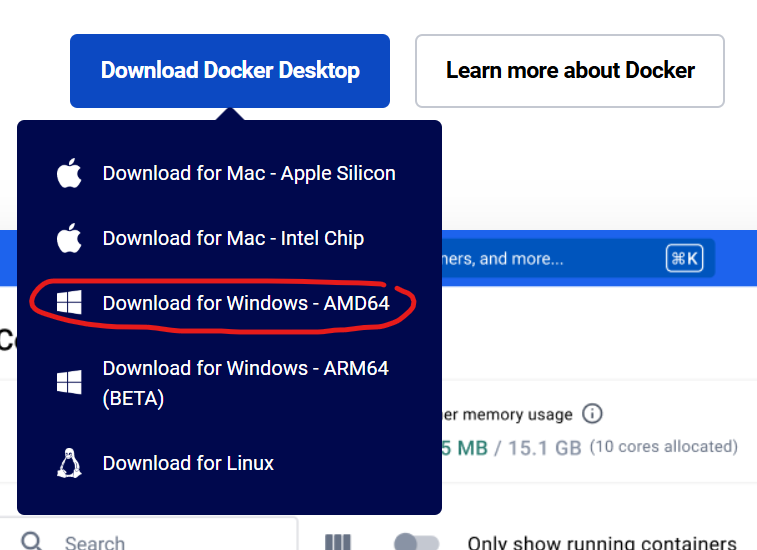 Download Docker Desktop
Learn more about Docker
Download for Mac - Apple Silicon
Download for Mac - Intel Chip
ners, and more...
⌘K
Download for Windows - AMD64
Download for Windows - ARM64
(BETA)
er memory usage
5 MB / 15.1 GB (10 cores allocated)
Download for Linux
Search
Only show running containers